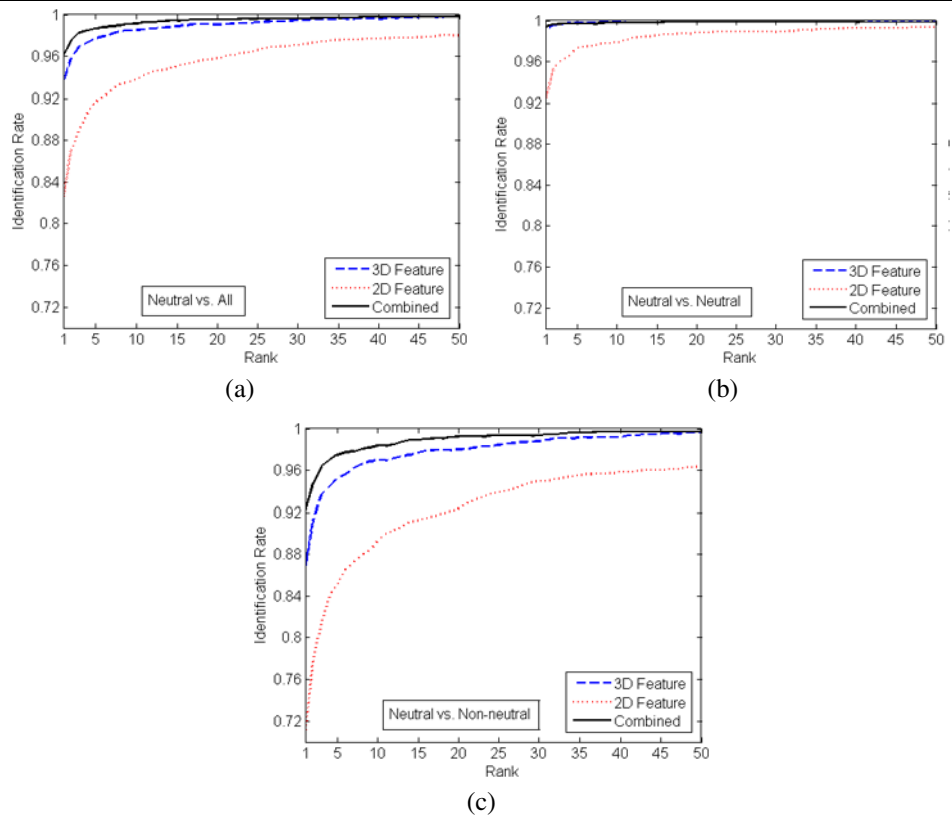 1
0.96
0.92
0.88
0.84
0.8
0.76
0.72
Identification Rate
Neutral vs. All
3D Feature
2D Feature
Combined
1 5 10 15 20 25 30 35 40 45 50
Rank
(a)
1
0.96
0.92
0.88
0.84
0.8
0.76
0.72
Identification Rate
Neutral vs. Neutral
3D Feature
2D Feature
Combined
1 5 10 15 20 25 30 35 40 45 50
Rank
(b)
1
0.96
0.92
0.88
0.84
0.8
0.76
0.72
Identification Rate
Neutral vs. Non-neutral
3D Feature
2D Feature
Combined
1 5 10 15 20 25 30 35 40 45 50
Rank
(c)